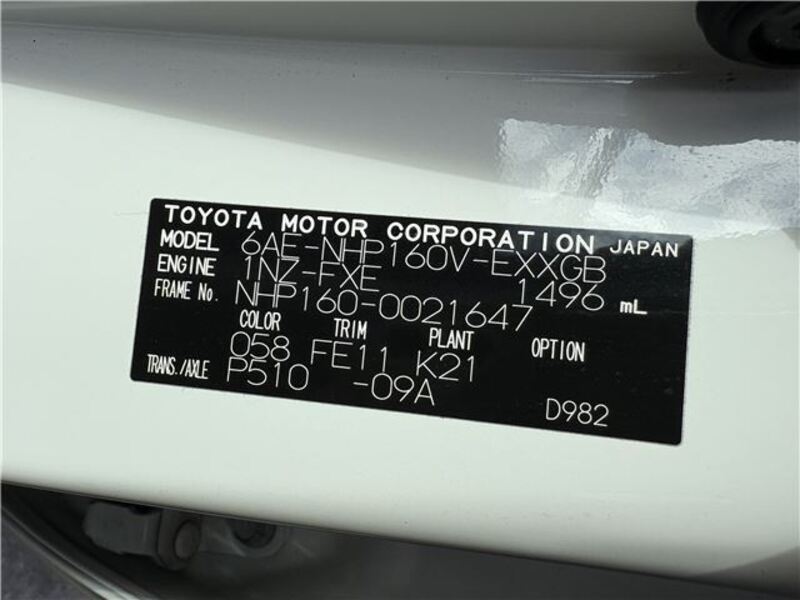 TOYOTA MOTOR CORPORATION JAPAN
MODEL 6AE-NHP160V-EXXGB
ENGINE 1NZ-FXE 1496 mL
FRAME No. NHP160-0021647
COLOR TRIM PLANT OPTION
058 FE11 K21
TRANS./AXLE P510 -09A
D982